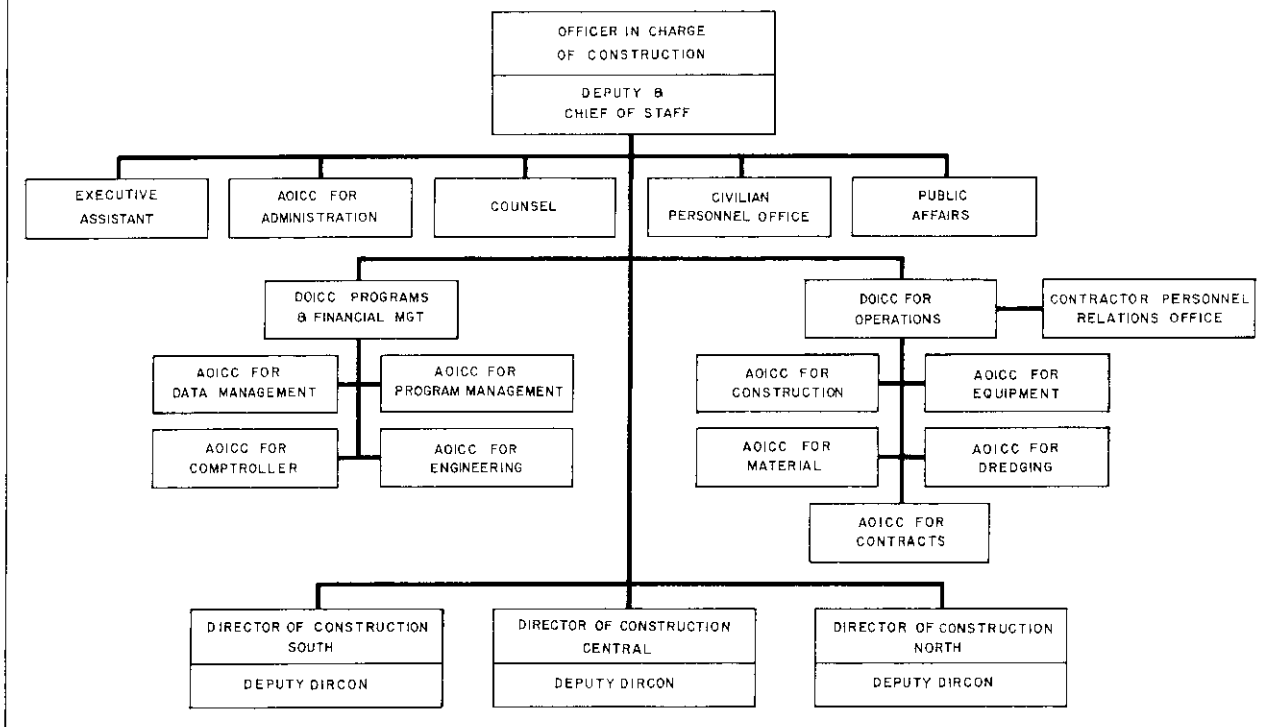 OFFICER IN CHARGE
OF CONSTRUCTION
DEPUTY &
CHIEF OF STAFF
EXECUTIVE
ASSISTANT
AOICC FOR
ADMINISTRATION
COUNSEL
CIVILIAN
PERSONNEL OFFICE
PUBLIC
AFFAIRS
DOICC PROGRAMS
& FINANCIAL MGT
DOICC FOR
OPERATIONS
CONTRACTOR PERSONNEL
RELATIONS OFFICE
AOICC FOR
DATA MANAGEMENT
AOICC FOR
PROGRAM MANAGEMENT
AOICC FOR
CONSTRUCTION
AOICC FOR
EQUIPMENT
AOICC FOR
COMPTROLLER
AOICC FOR
ENGINEERING
AOICC FOR
MATERIAL
AOICC FOR
DREDGING
AOICC FOR
CONTRACTS
DIRECTOR OF CONSTRUCTION
SOUTH
DEPUTY DIRCON
DIRECTOR OF CONSTRUCTION
CENTRAL
DEPUTY DIRCON
DIRECTOR OF CONSTRUCTION
NORTH
DEPUTY DIRCON